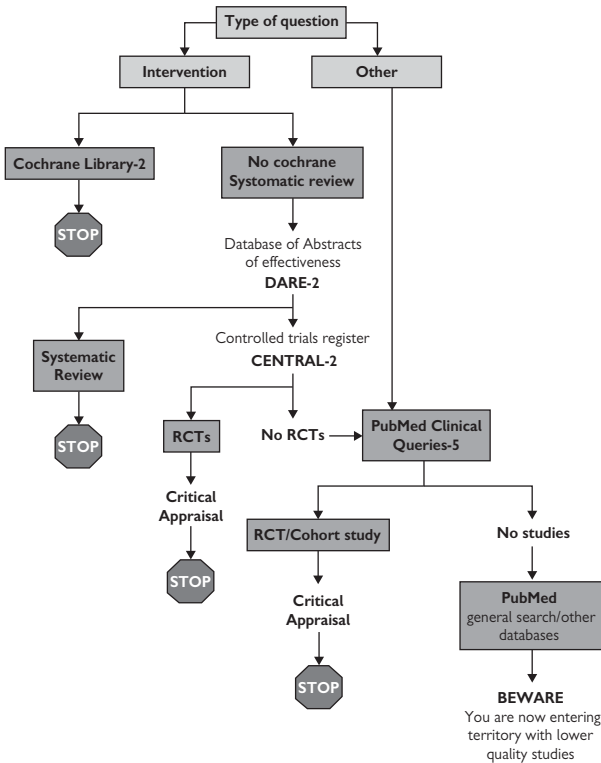 Type of question
Intervention
Other
Cochrane Library-2
No cochrane
Systomatic review
STOP
Database of Abstracts
of effectiveness
DARE-2
Controlled trials register
CENTRAL-2
Systematic
Review
STOP
RCTs
No RCTs
PubMed Clinical
Queries-5
Critical
Appraisal
STOP
RCT/Cohort study
No studies
Critical
Appraisal
STOP
PubMed
general search/other
databases
BEWARE
You are now entering
territory with lower
quality studies